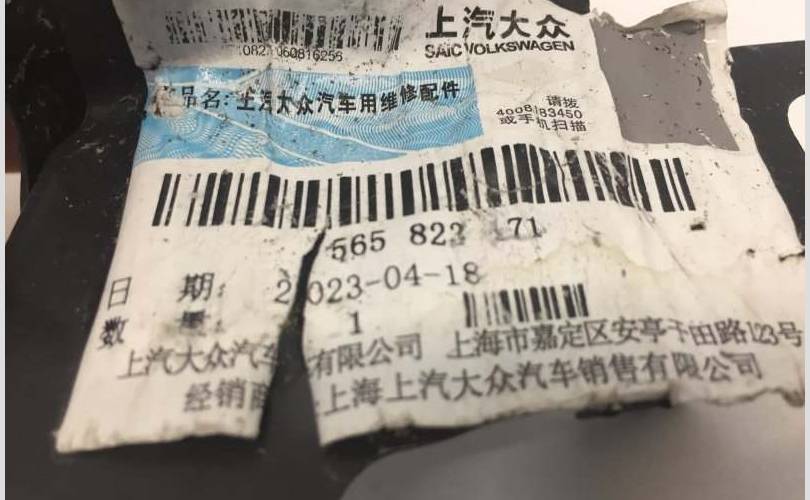 上汽大众
SAIC VOLKSWAGEN
品名:上汽大众汽车用维修配件
请拨
或手机扫描
565 823 71
日 期: 2023-04-18
数 量: 1
上汽大众汽车有限公司 上海市嘉定区安亭于田路123号
经销商 上海上汽大众汽车销售有限公司